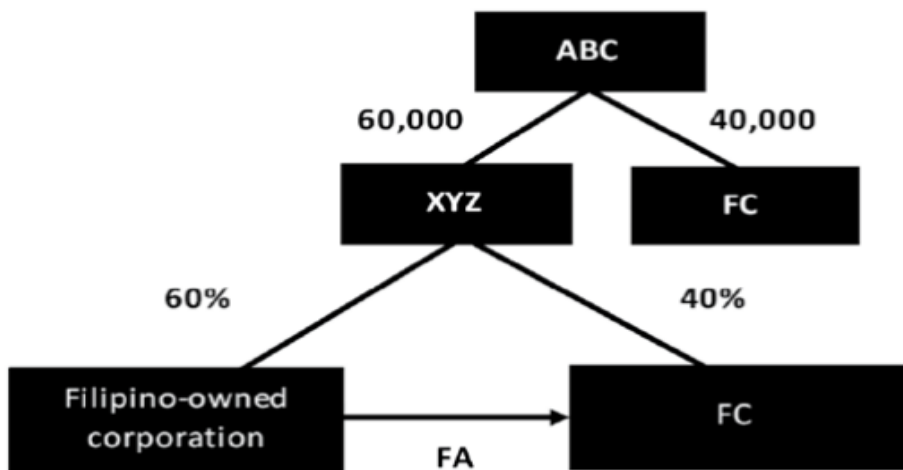 ABC
60,000
40,000
XYZ
FC
60%
40%
Filipino-owned
corporation
FC
FA